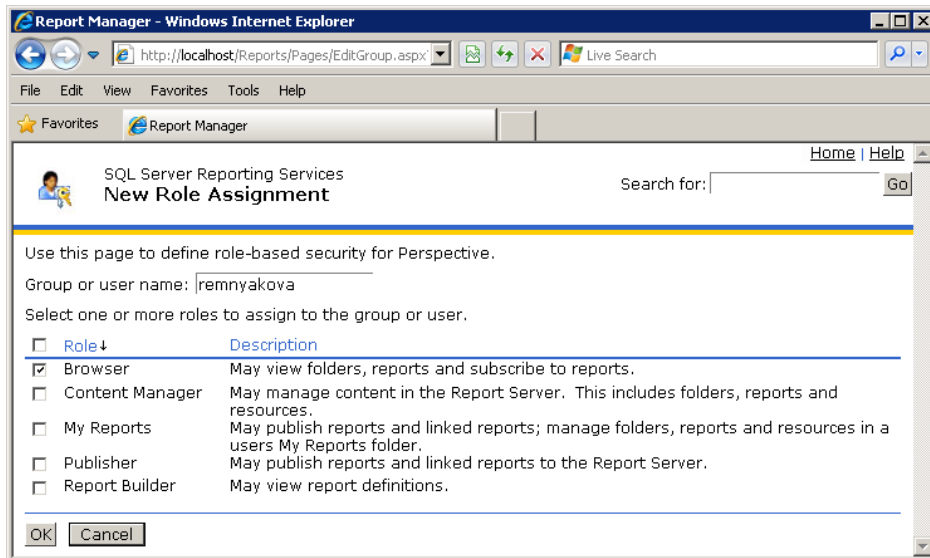 Report Manager - Windows Internet Explorer
http://localhost/Reports/Pages/EditGroup.aspx?
Live Search
File Edit View Favorites Tools Help
Favorites Report Manager
Home | Help
SQL Server Reporting Services
New Role Assignment
Search for: Go
Use this page to define role-based security for Perspective.
Group or user name: remnyakova
Select one or more roles to assign to the group or user.
Role Description
Browser May view folders, reports and subscribe to reports.
Content Manager May manage content in the Report Server. This includes folders, reports and
resources.
My Reports May publish reports and linked reports; manage folders, reports and resources in a
users My Reports folder.
Publisher May publish reports and linked reports to the Report Server.
Report Builder May view report definitions.
OK Cancel